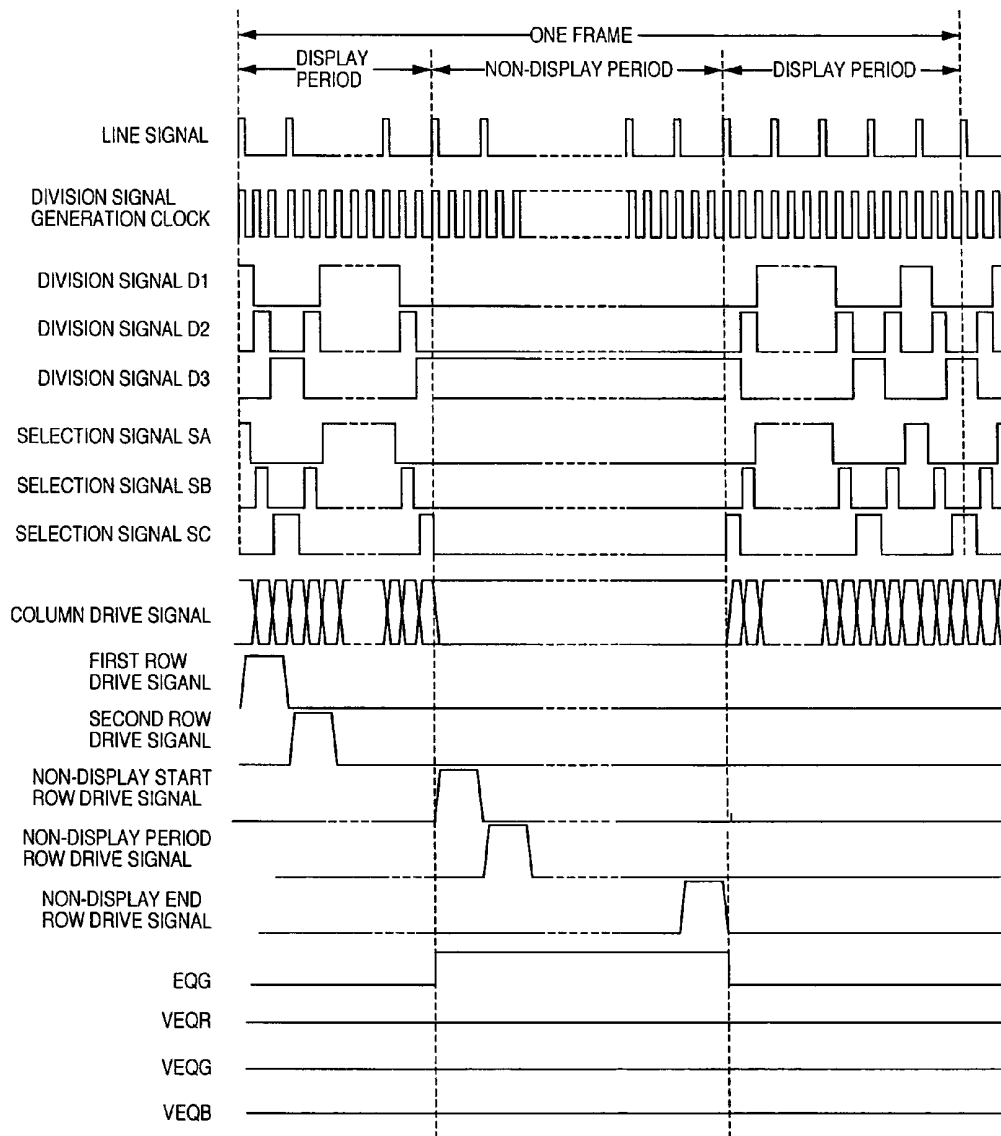 ONE FRAME
DISPLAY
PERIOD
NON-DISPLAY PERIOD
DISPLAY PERIOD
LINE SIGNAL
DIVISION SIGNAL
GENERATION CLOCK
DIVISION SIGNAL D1
DIVISION SIGNAL D2
DIVISION SIGNAL D3
SELECTION SIGNAL SA
SELECTION SIGNAL SB
SELECTION SIGNAL SC
COLUMN DRIVE SIGNAL
FIRST ROW
DRIVE SIGANL
SECOND ROW
DRIVE SIGANL
NON-DISPLAY START
ROW DRIVE SIGNAL
NON-DISPLAY PERIOD
ROW DRIVE SIGNAL
NON-DISPLAY END
ROW DRIVE SIGNAL
EQG
VEQR
VEQG
VEQB